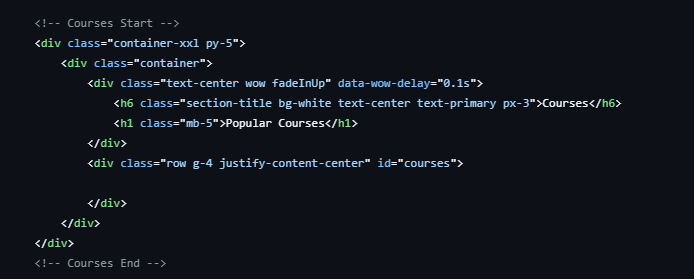 <!-- Courses Start -->
<div class="container-xxl py-5">
    <div class="container">
        <div class="text-center wow fadeInUp" data-wow-delay="0.1s">
            <h6 class="section-title bg-white text-center text-primary px-3">Courses</h6>
            <h1 class="mb-5">Popular Courses</h1>
        </div>
        <div class="row g-4 justify-content-center" id="courses">

        </div>
    </div>
</div>
<!-- Courses End -->